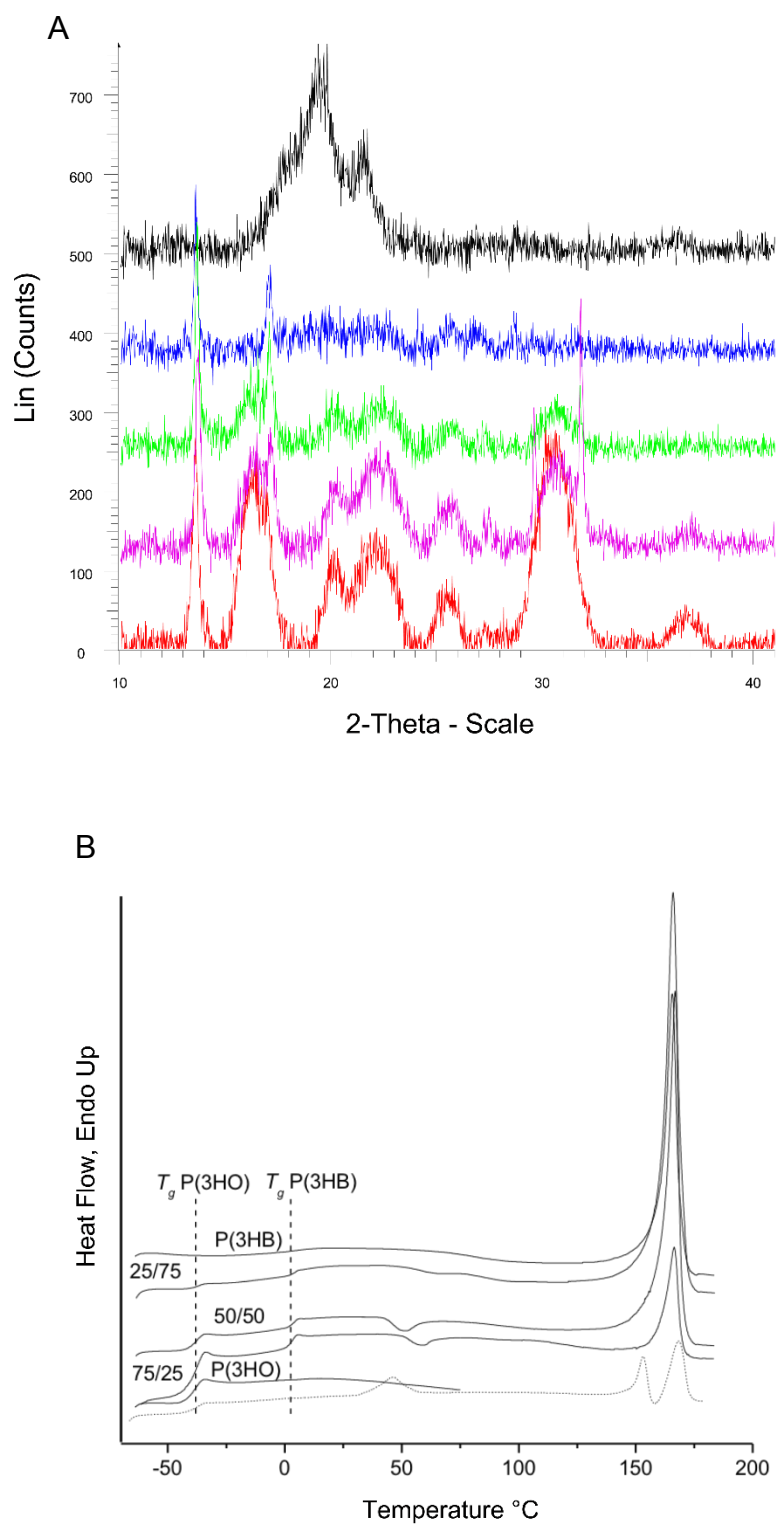 A
700
600
500
400
300
200
100
0
Lin (Counts)
10 20 30 40
2-Theta - Scale
B
Heat Flow, Endo Up
Tg P(3HO) Tg P(3HB)
P(3HB)
25/75
50/50
75/25 P(3HO)
-50 0 50 100 150 200
Temperature °C